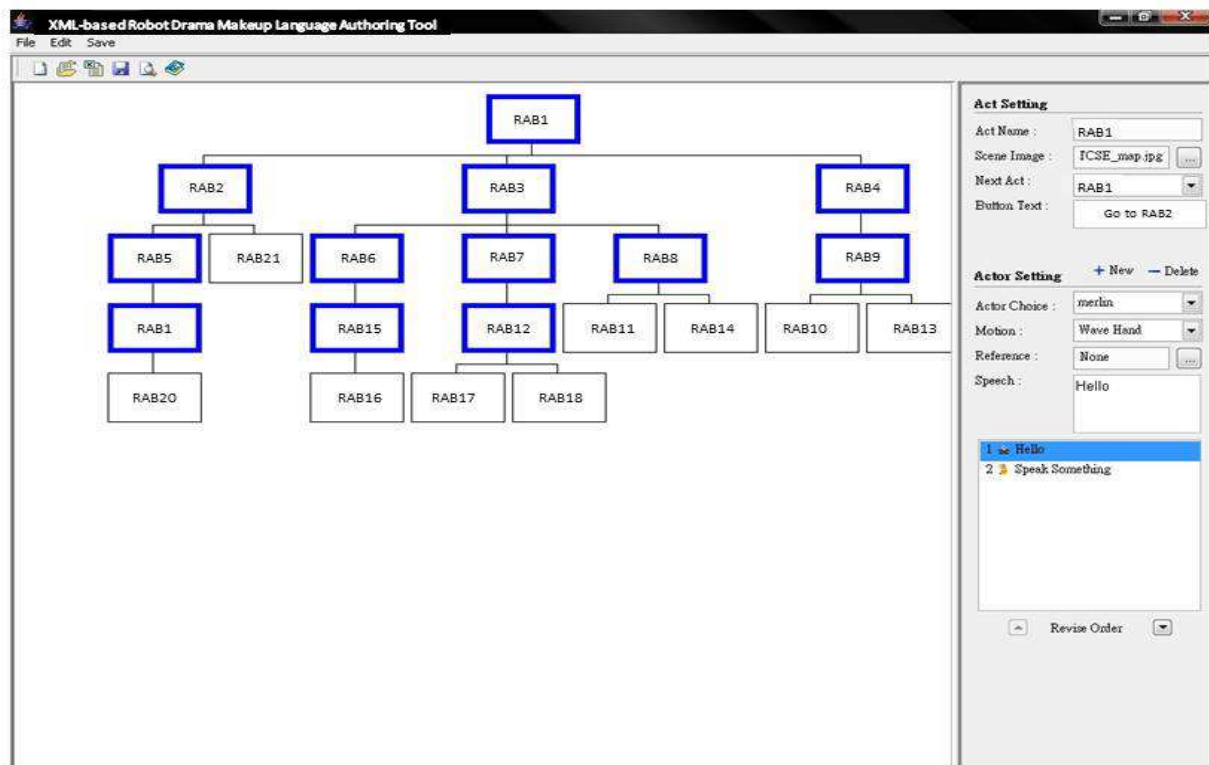 XML-based Robot Drama Makeup Language Authoring Tool
File Edit Save
RAB1
RAB2 RAB3 RAB4
RAB5 RAB21 RAB6 RAB7 RAB8 RAB9
RAB1 RAB15 RAB12 RAB11 RAB14 RAB10 RAB13
RAB20 RAB16 RAB17 RAB18
Act Setting
Act Name : RAB1
Scene Image : ICSE_map.jpg ...
Next Act : RAB1
Button Text : Go to RAB2
Actor Setting + New − Delete
Actor Choice : merlin
Motion : Wave Hand
Reference : None ...
Speech : Hello
1 Hello
2 Speak Something
Revise Order